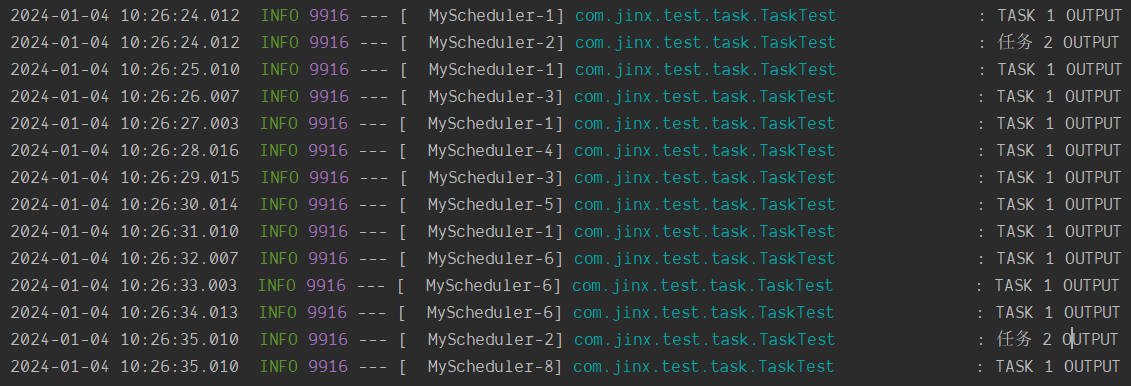 2024-01-04 10:26:24.012  INFO 9916 --- [  MyScheduler-1] com.jinx.test.task.TaskTest              : TASK 1 OUTPUT
2024-01-04 10:26:24.012  INFO 9916 --- [  MyScheduler-2] com.jinx.test.task.TaskTest              : 任务 2 OUTPUT
2024-01-04 10:26:25.010  INFO 9916 --- [  MyScheduler-1] com.jinx.test.task.TaskTest              : TASK 1 OUTPUT
2024-01-04 10:26:26.007  INFO 9916 --- [  MyScheduler-3] com.jinx.test.task.TaskTest              : TASK 1 OUTPUT
2024-01-04 10:26:27.003  INFO 9916 --- [  MyScheduler-1] com.jinx.test.task.TaskTest              : TASK 1 OUTPUT
2024-01-04 10:26:28.016  INFO 9916 --- [  MyScheduler-4] com.jinx.test.task.TaskTest              : TASK 1 OUTPUT
2024-01-04 10:26:29.015  INFO 9916 --- [  MyScheduler-3] com.jinx.test.task.TaskTest              : TASK 1 OUTPUT
2024-01-04 10:26:30.014  INFO 9916 --- [  MyScheduler-5] com.jinx.test.task.TaskTest              : TASK 1 OUTPUT
2024-01-04 10:26:31.010  INFO 9916 --- [  MyScheduler-1] com.jinx.test.task.TaskTest              : TASK 1 OUTPUT
2024-01-04 10:26:32.007  INFO 9916 --- [  MyScheduler-6] com.jinx.test.task.TaskTest              : TASK 1 OUTPUT
2024-01-04 10:26:33.003  INFO 9916 --- [  MyScheduler-6] com.jinx.test.task.TaskTest              : TASK 1 OUTPUT
2024-01-04 10:26:34.013  INFO 9916 --- [  MyScheduler-6] com.jinx.test.task.TaskTest              : TASK 1 OUTPUT
2024-01-04 10:26:35.010  INFO 9916 --- [  MyScheduler-2] com.jinx.test.task.TaskTest              : 任务 2 OUTPUT
2024-01-04 10:26:35.010  INFO 9916 --- [  MyScheduler-8] com.jinx.test.task.TaskTest              : TASK 1 OUTPUT